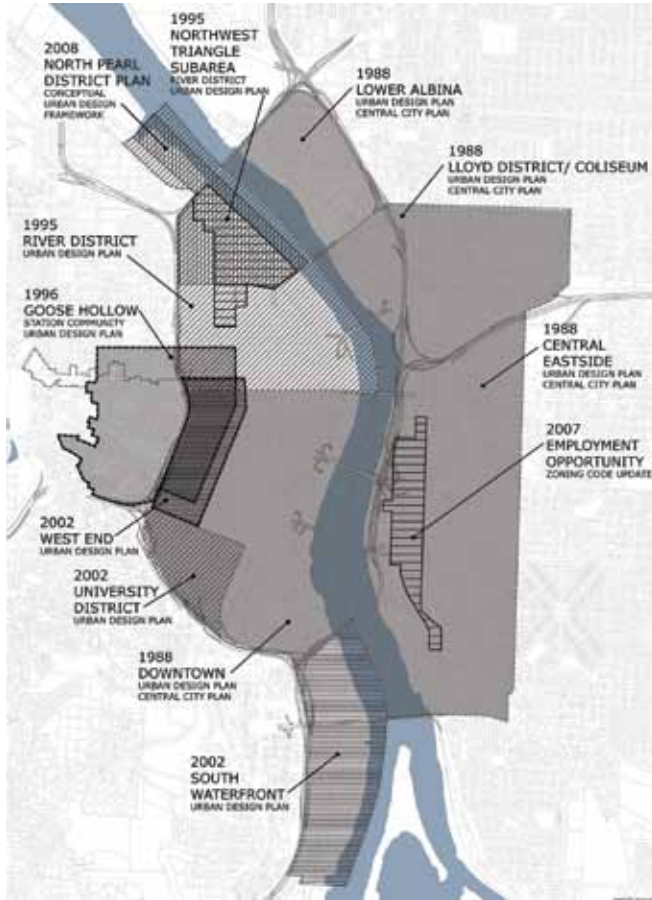 1995
NORTHWEST
TRIANGLE
SUBAREA
RIVER DISTRICT
URBAN DESIGN PLAN
2008
NORTH PEARL
DISTRICT PLAN
CONCEPTUAL
URBAN DESIGN
FRAMEWORK
1988
LOWER ALBINA
URBAN DESIGN PLAN
CENTRAL CITY PLAN
1988
LLOYD DISTRICT/ COLISEUM
URBAN DESIGN PLAN
CENTRAL CITY PLAN
1995
RIVER DISTRICT
URBAN DESIGN PLAN
1996
GOOSE HOLLOW
STATION COMMUNITY
URBAN DESIGN PLAN
1988
CENTRAL
EASTSIDE
URBAN DESIGN PLAN
CENTRAL CITY PLAN
2007
EMPLOYMENT
OPPORTUNITY
ZONING CODE UPDATE
2002
WEST END
URBAN DESIGN PLAN
2002
UNIVERSITY
DISTRICT
URBAN DESIGN PLAN
1988
DOWNTOWN
URBAN DESIGN PLAN
CENTRAL CITY PLAN
2002
SOUTH
WATERFRONT
URBAN DESIGN PLAN